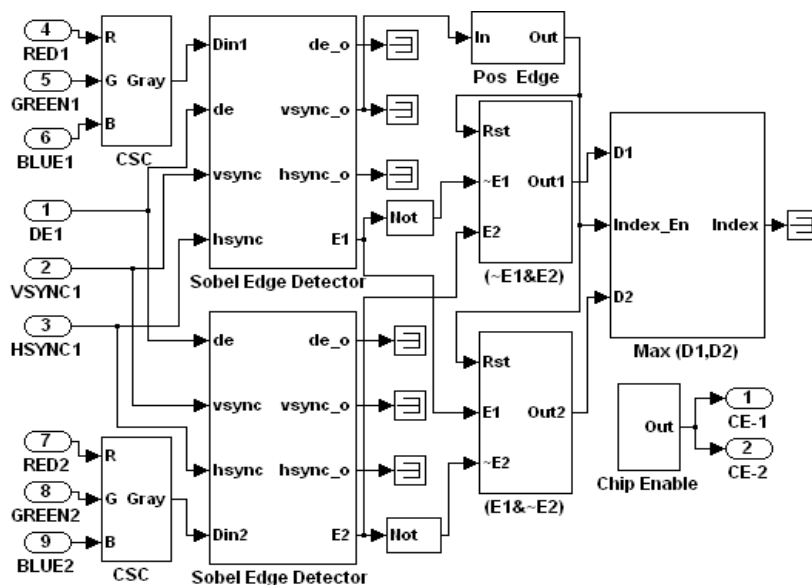 4
RED1
5
GREEN1
6
BLUE1
R
G Gray
B
CSC
1
DE1
2
VSYNC1
3
HSYNC1
Din1 de_o
de vsync_o
vsync hsync_o
hsync E1
Sobel Edge Detector
In Out
Pos Edge
Not
Rst
~E1 Out1
E2
(~E1&E2)
D1
Index_En Index
D2
Max (D1,D2)
7
RED2
8
GREEN2
9
BLUE2
R
G Gray
B
CSC
de de_o
vsync vsync_o
hsync hsync_o
Din2 E2
Sobel Edge Detector
Not
Rst
E1 Out2
~E2
(E1&~E2)
Out
Chip Enable
1
CE-1
2
CE-2